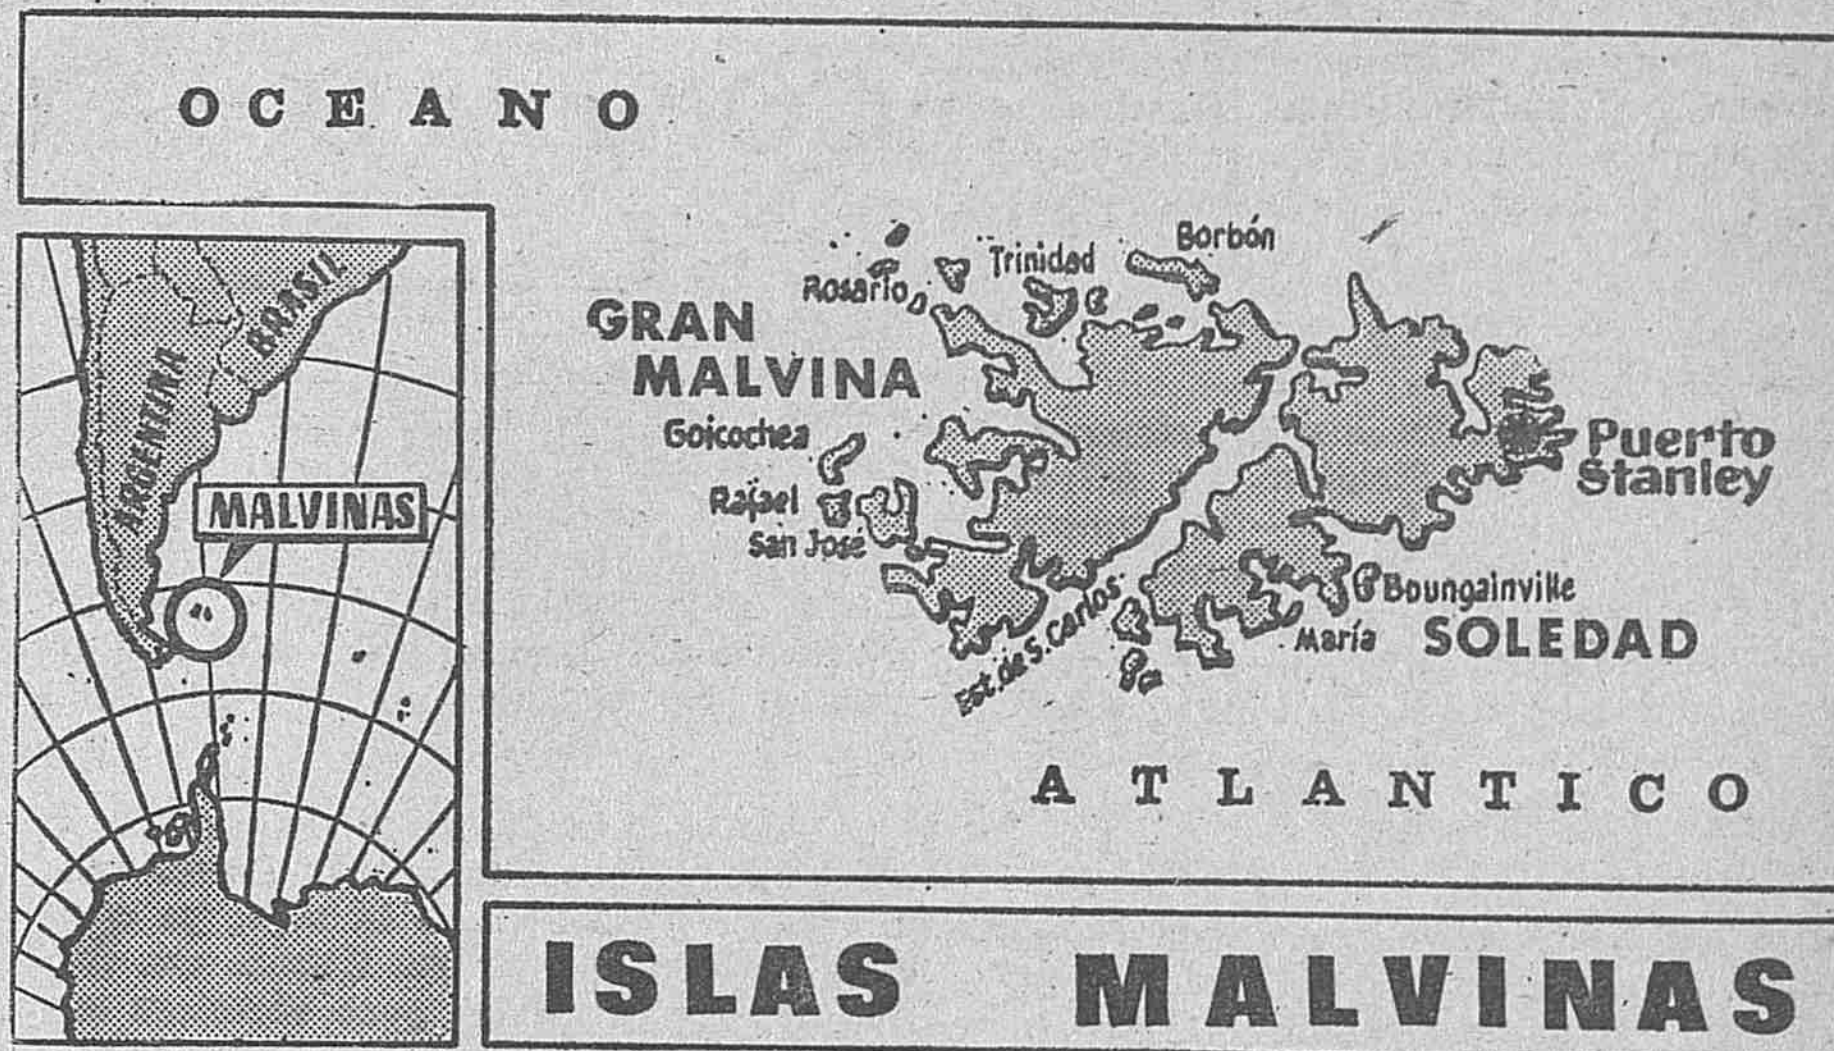 OCEANO
BRASIL
ARGENTINA
MALVINAS
Borbón
Trinidad
Rosario
GRAN
MALVINA
Goicochea
Rafael
San José
Puerto
Stanley
Boungainville
María
SOLEDAD
Est. de S. Carlos
ATLANTICO
ISLAS MALVINAS